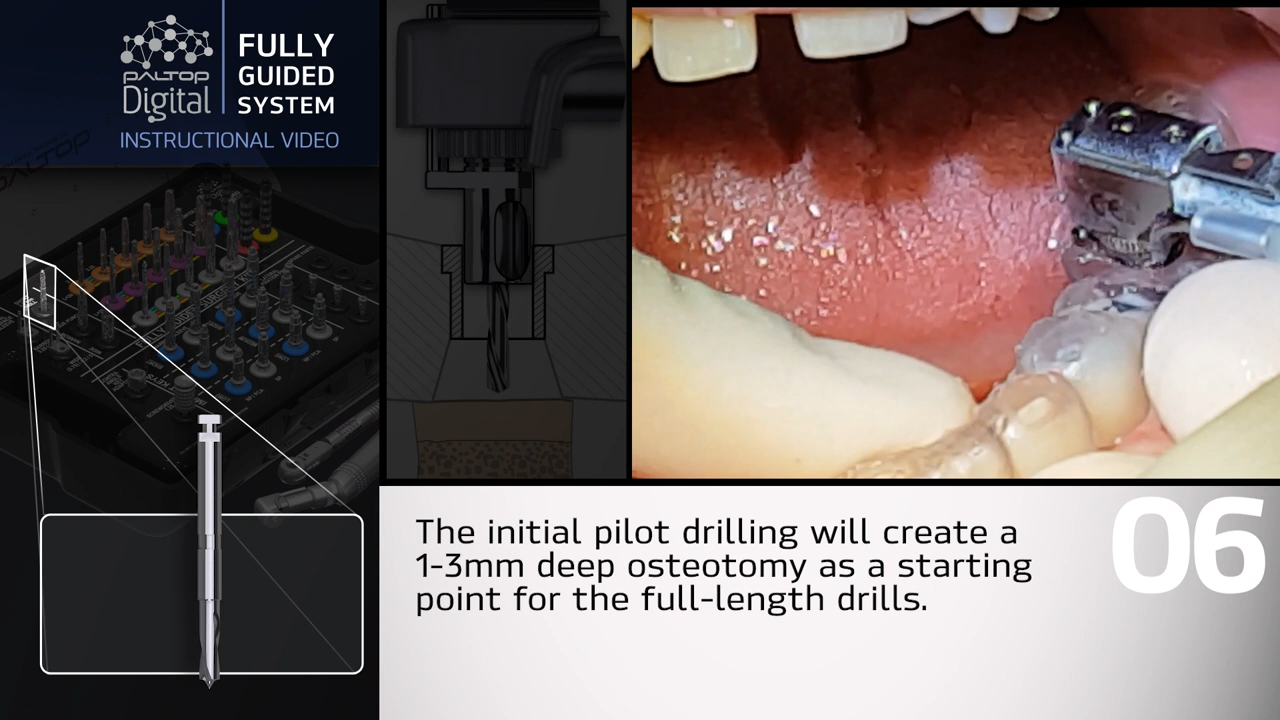 PALTOP
Digital
FULLY
GUIDED
SYSTEM
INSTRUCTIONAL VIDEO
The initial pilot drilling will create a
1-3mm deep osteotomy as a starting
point for the full-length drills.
06